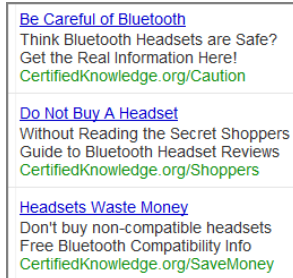 Be Careful of Bluetooth
Think Bluetooth Headsets are Safe?
Get the Real Information Here!
CertifiedKnowledge.org/Caution
Do Not Buy A Headset
Without Reading the Secret Shoppers
Guide to Bluetooth Headset Reviews
CertifiedKnowledge.org/Shoppers
Headsets Waste Money
Don't buy non-compatible headsets
Free Bluetooth Compatibility Info
CertifiedKnowledge.org/SaveMoney